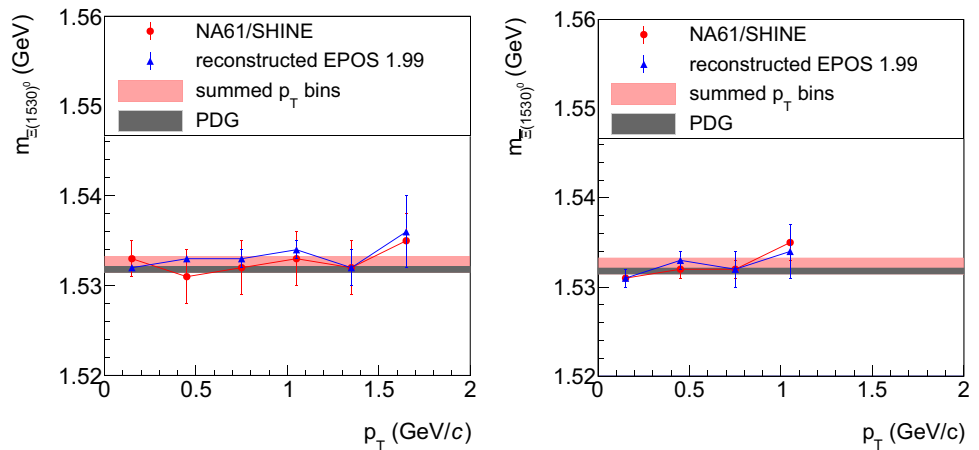 m_Ξ(1530)⁰ (GeV)
1.56
1.55
1.54
1.53
1.52
NA61/SHINE
reconstructed EPOS 1.99
summed p_T bins
PDG
0 0.5 1 1.5 2
p_T (GeV/c)
m_Ξ(1530)⁰ (GeV)
1.56
1.55
1.54
1.53
1.52
NA61/SHINE
reconstructed EPOS 1.99
summed p_T bins
PDG
0 0.5 1 1.5 2
p_T (GeV/c)